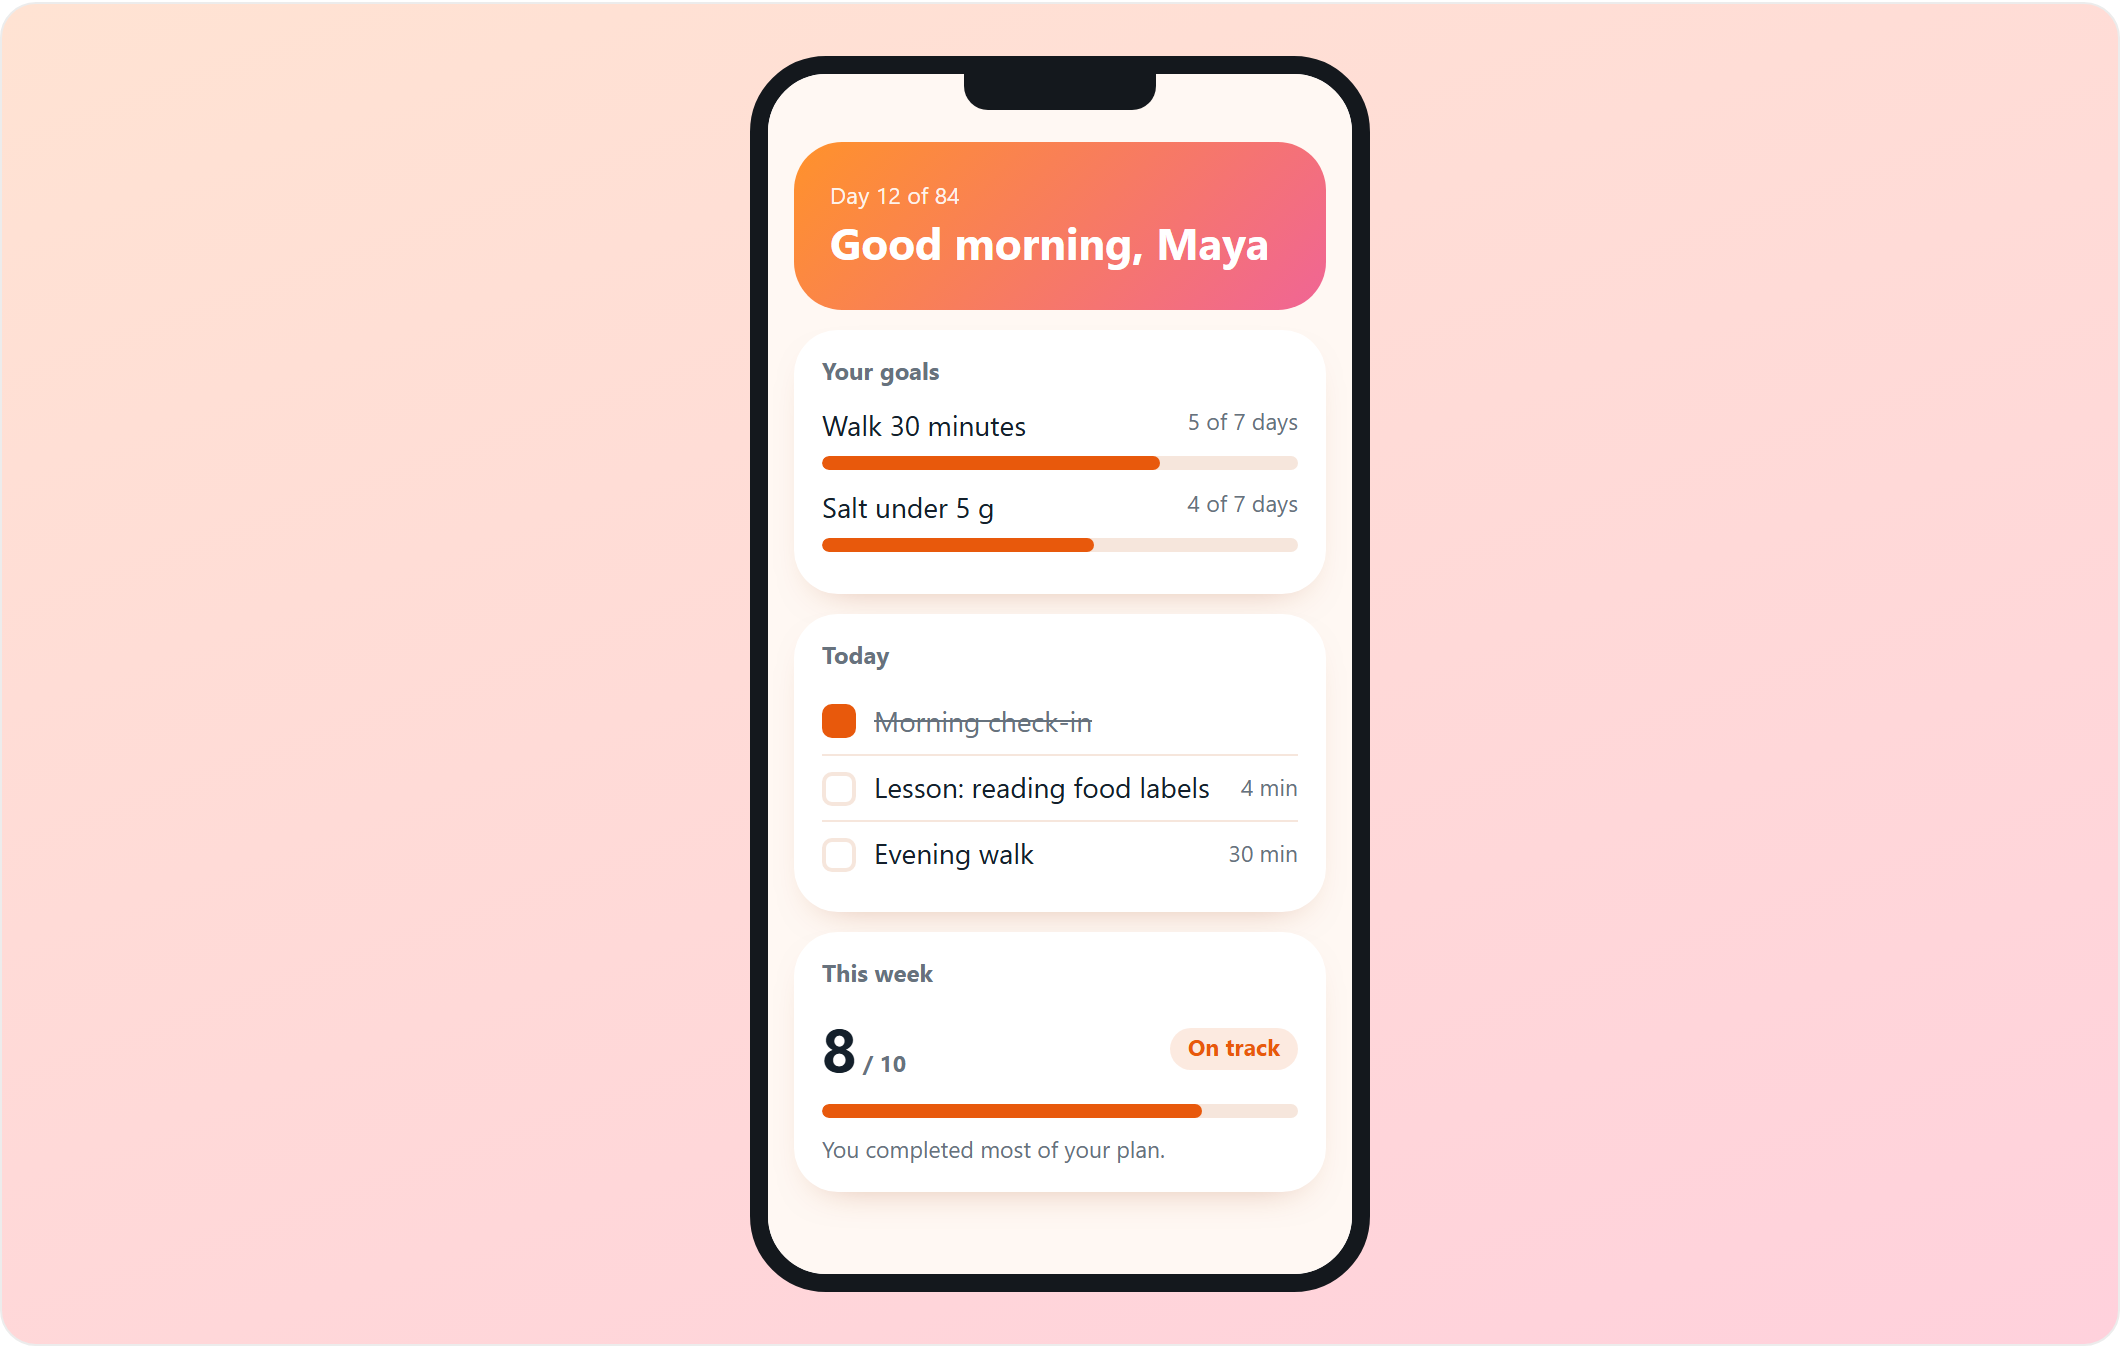 Day 12 of 84
Good morning, Maya
Your goals
Walk 30 minutes 5 of 7 days
Salt under 5 g 4 of 7 days
Today
Morning check-in
Lesson: reading food labels 4 min
Evening walk 30 min
This week
8 / 10 On track
You completed most of your plan.